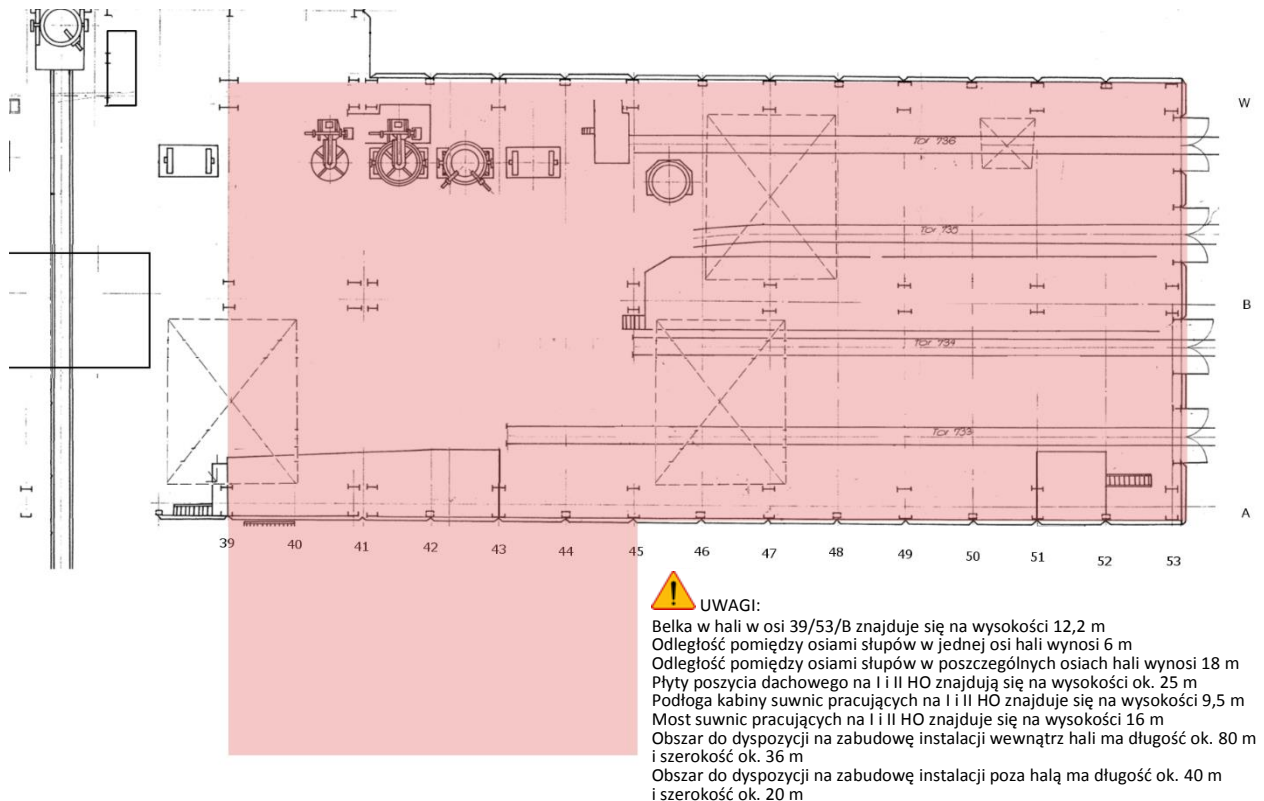 W
Tor 736
Tor 735
B
Tor 734
Tor 733
A
39 40 41 42 43 44 45 46 47 48 49 50 51 52 53
UWAGI:
Belka w hali w osi 39/53/B znajduje się na wysokości 12,2 m
Odległość pomiędzy osiami słupów w jednej osi hali wynosi 6 m
Odległość pomiędzy osiami słupów w poszczególnych osiach hali wynosi 18 m
Płyty poszycia dachowego na I i II HO znajdują się na wysokości ok. 25 m
Podłoga kabiny suwnic pracujących na I i II HO znajduje się na wysokości 9,5 m
Most suwnic pracujących na I i II HO znajduje się na wysokości 16 m
Obszar do dyspozycji na zabudowę instalacji wewnątrz hali ma długość ok. 80 m
i szerokość ok. 36 m
Obszar do dyspozycji na zabudowę instalacji poza halą ma długość ok. 40 m
i szerokość ok. 20 m